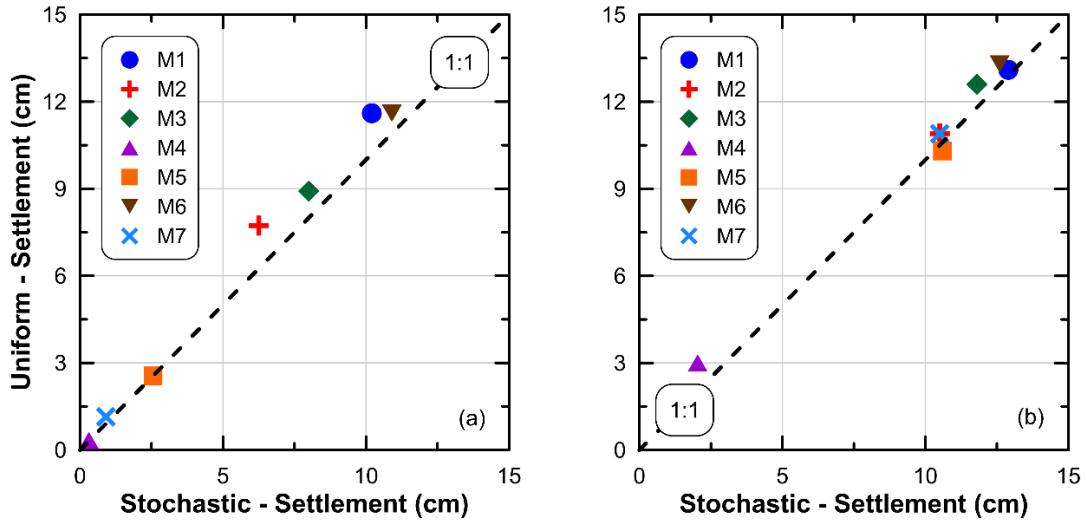 15
12
9
6
3
0
Uniform - Settlement (cm)
M1
M2
M3
M4
M5
M6
M7
1:1
(a)
0 5 10 15
Stochastic - Settlement (cm)
15
12
9
6
3
0
M1
M2
M3
M4
M5
M6
M7
1:1
(b)
0 5 10 15
Stochastic - Settlement (cm)